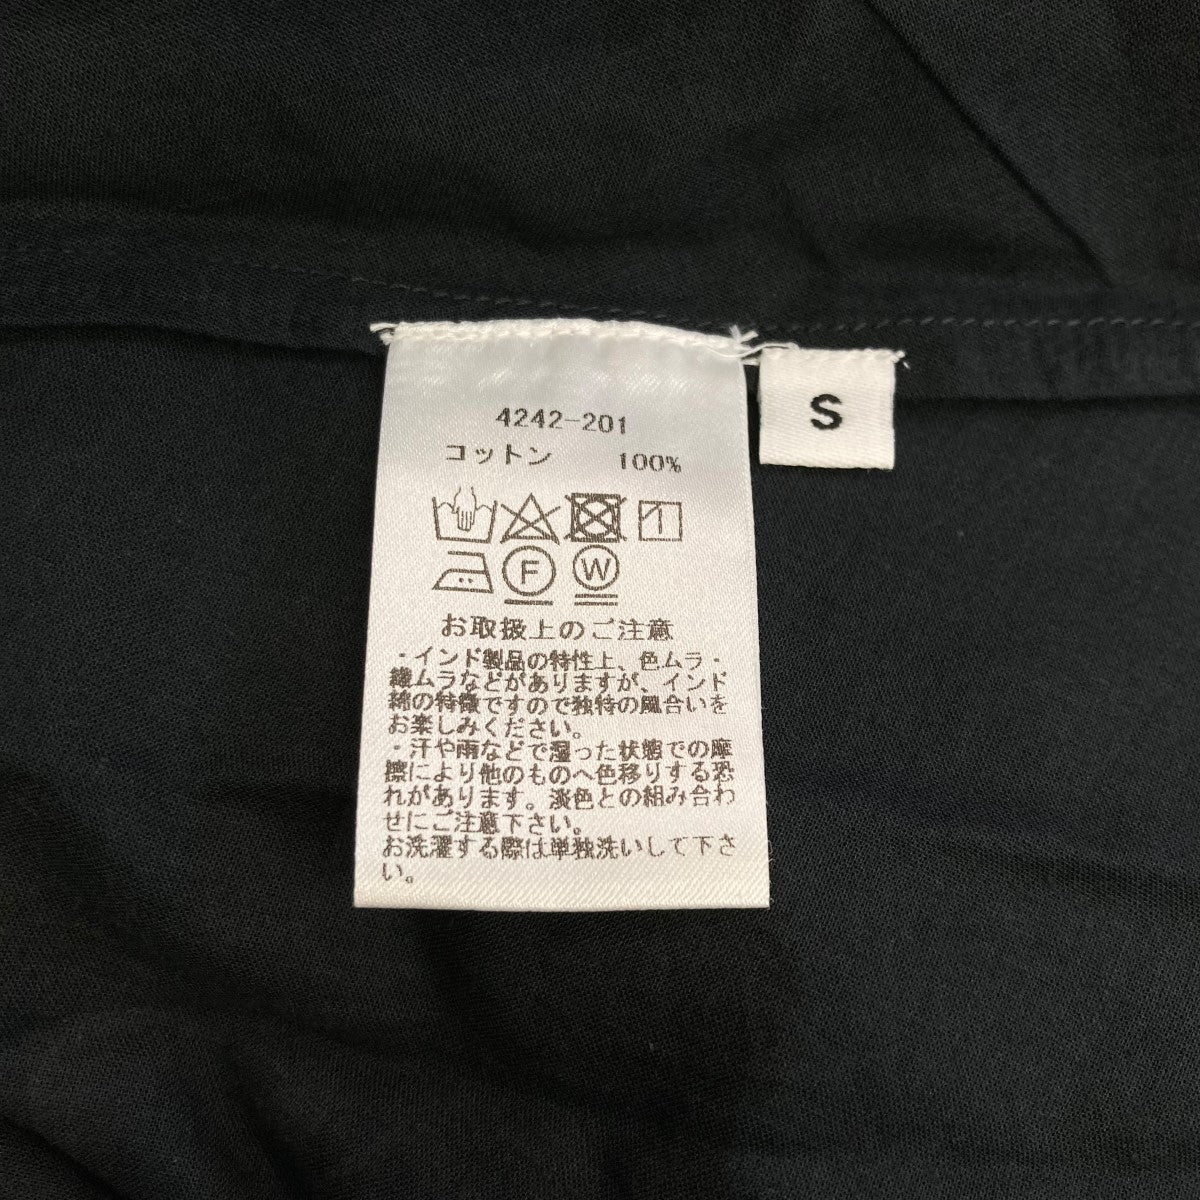 4242-201
コットン 100%
S
F W
お取扱上のご注意
・インド製品の特性上、色ムラ・
織ムラなどがありますが、インド
綿の特徴ですので独特の風合いを
お楽しみください。
・汗や雨などで湿った状態での摩
擦により他のものへ色移りする恐
れがあります。淡色との組み合わ
せにご注意下さい。
お洗濯する際は単独洗いして下さ
い。